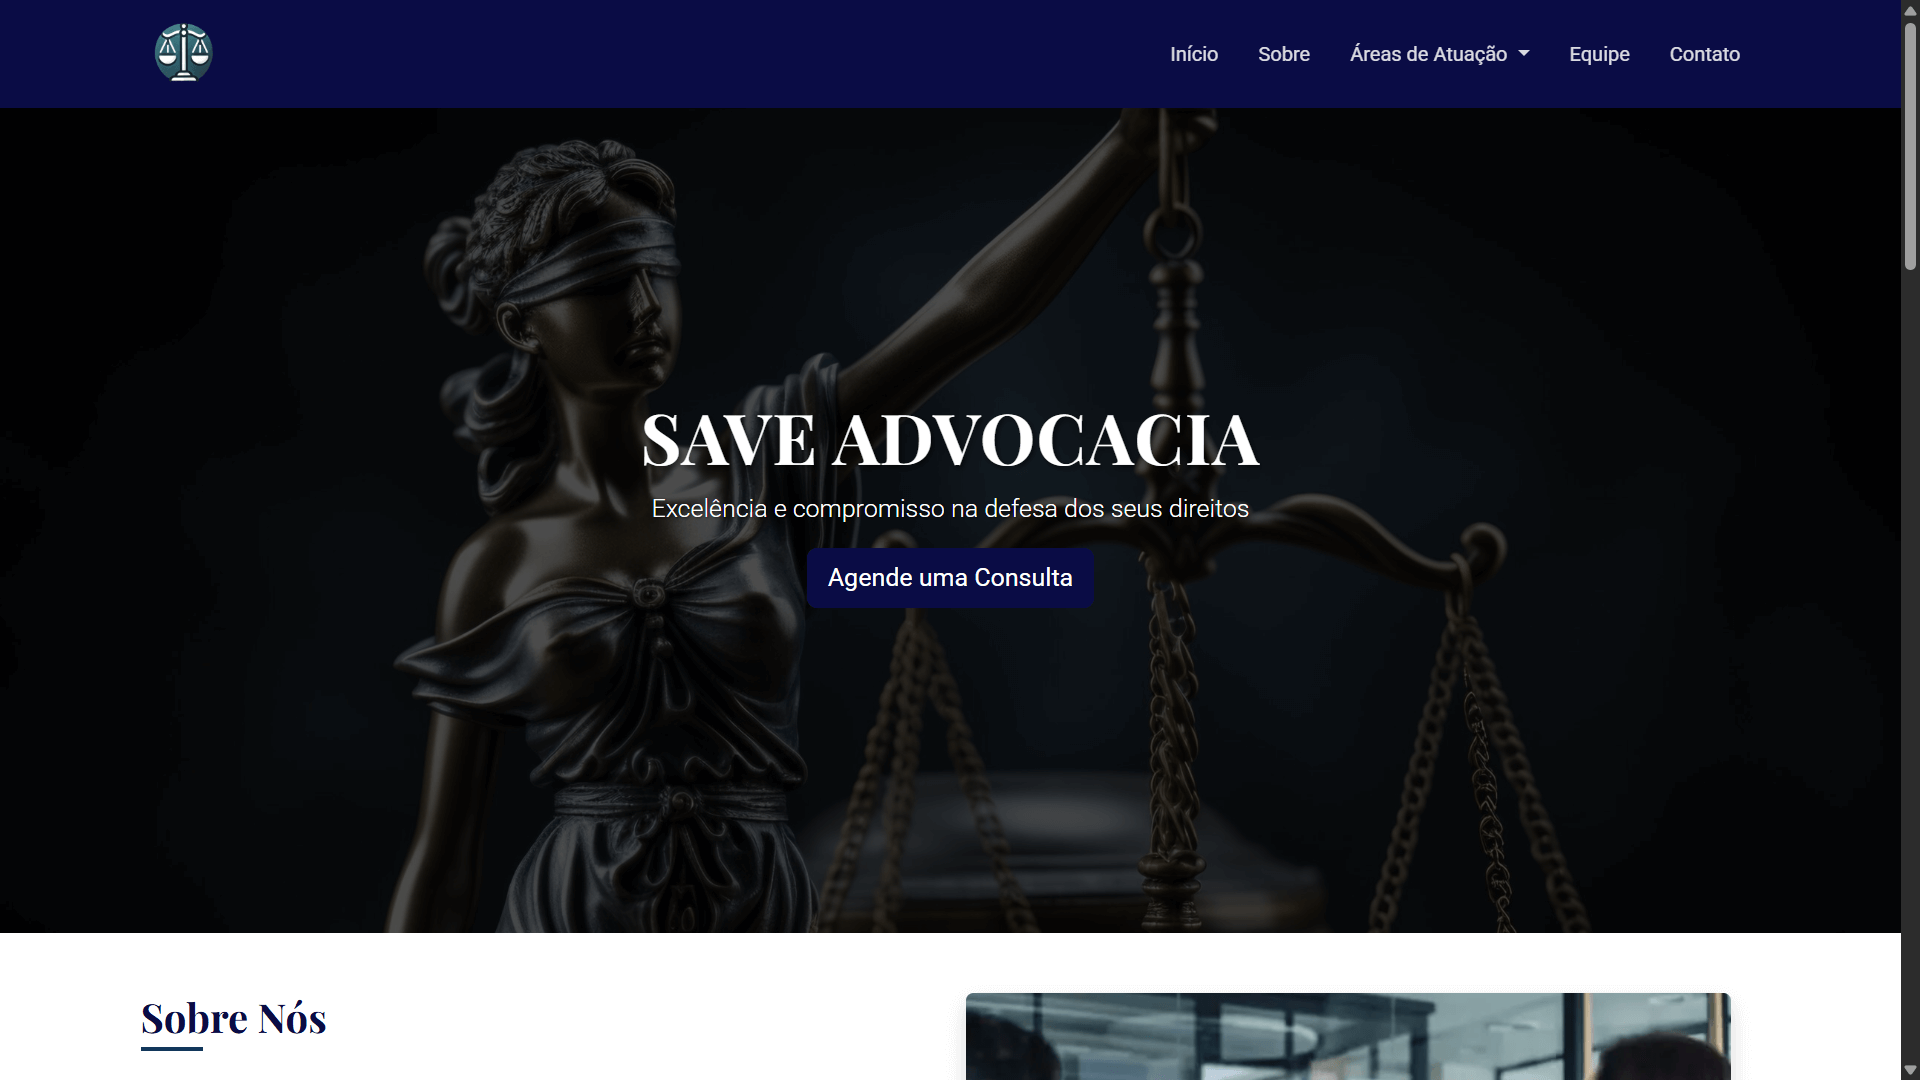 Início Sobre Áreas de Atuação Equipe Contato
SAVE ADVOCACIA
Excelência e compromisso na defesa dos seus direitos
Agende uma Consulta
Sobre Nós